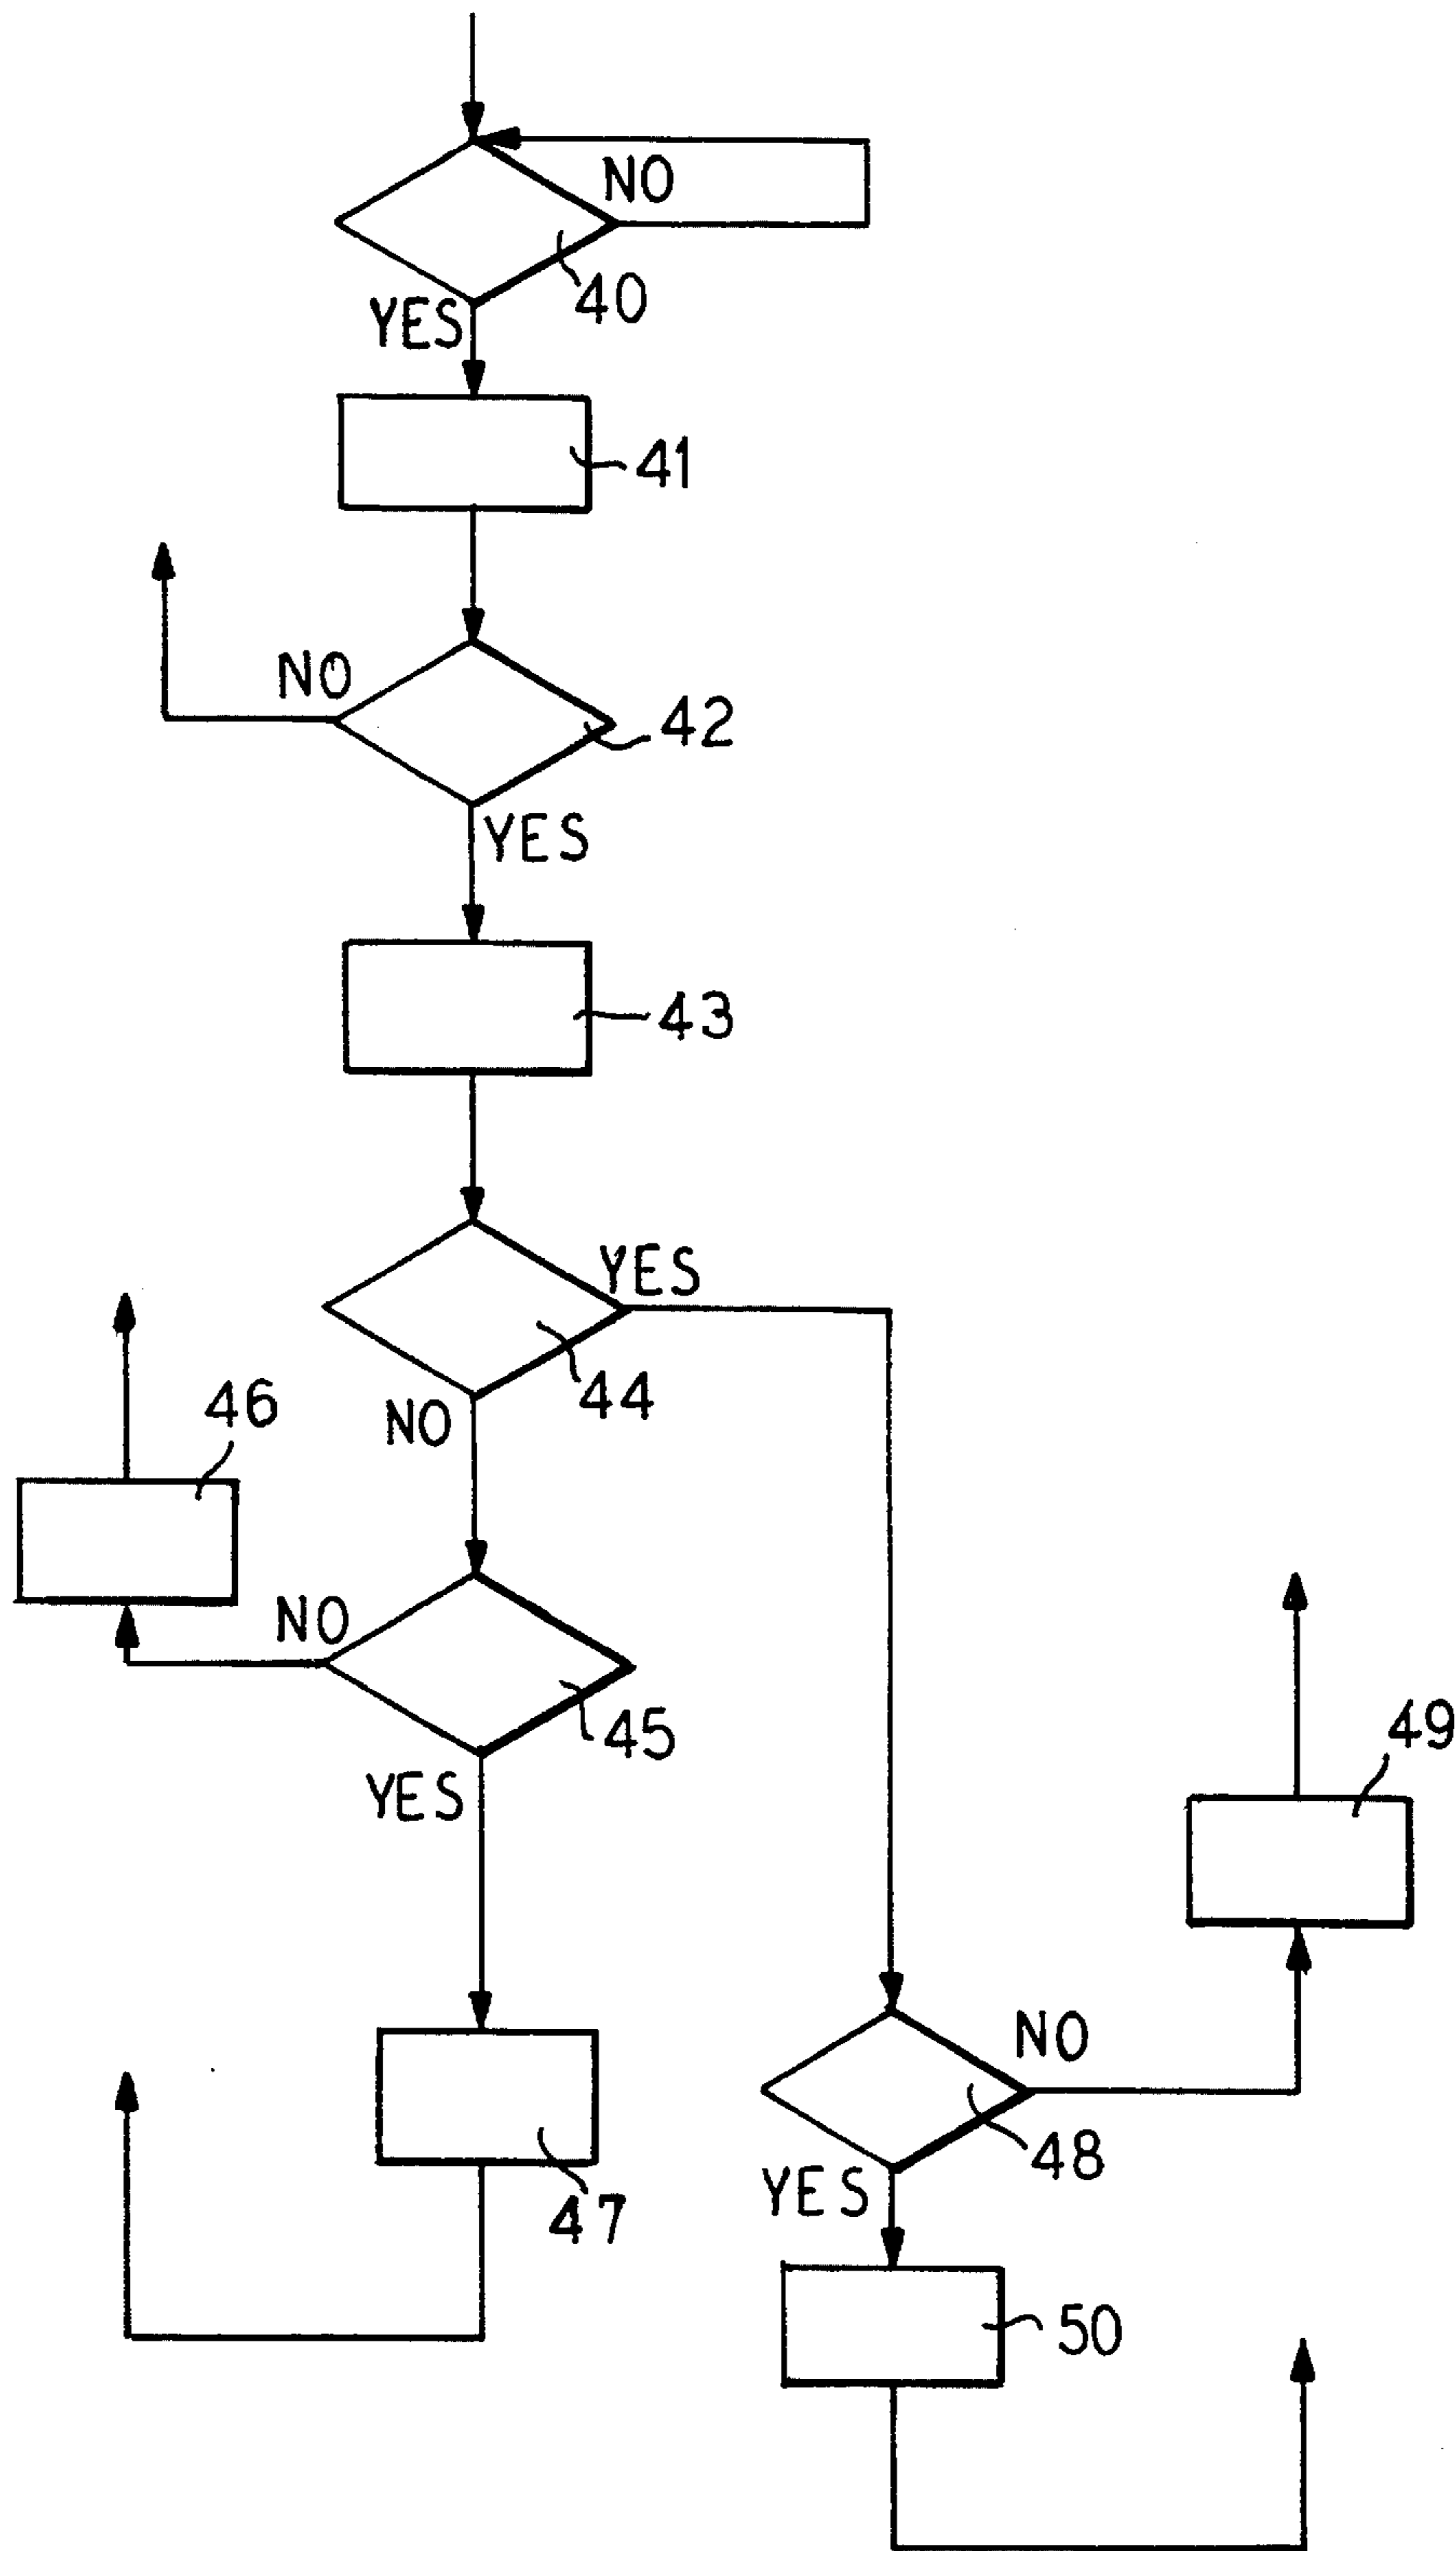 NO
40
YES
41
NO
42
YES
43
YES
44
NO
46
NO
45
YES
49
NO
48
YES
47
50